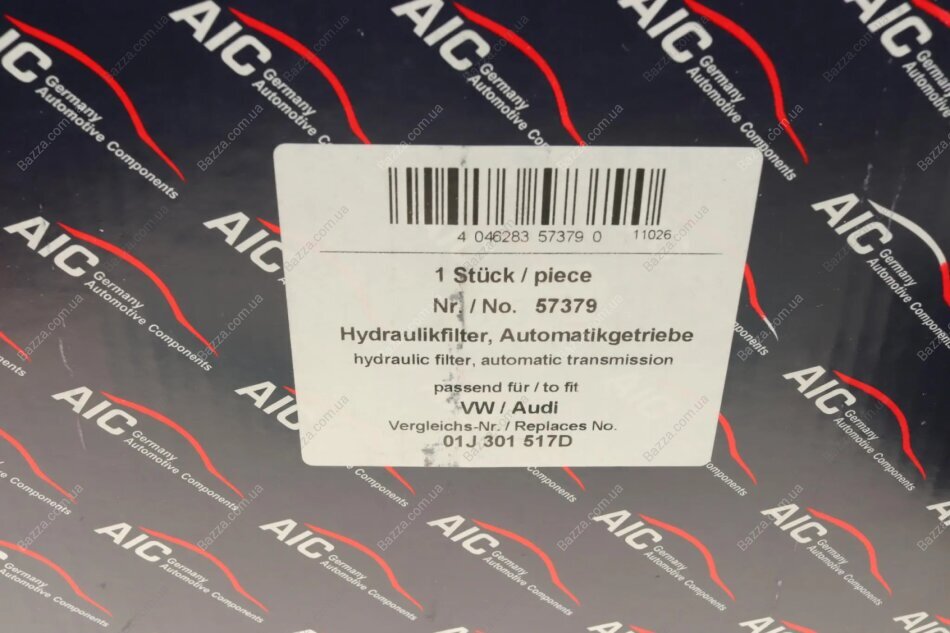 AIC
Germany
Automotive Components
4 046283 57379 0 11026
1 Stück / piece
Nr. / No. 57379
Hydraulikfilter, Automatikgetriebe
hydraulic filter, automatic transmission
passend für / to fit
VW / Audi
Vergleichs-Nr. / Replaces No.
01J 301 517D
Bazza.com.ua